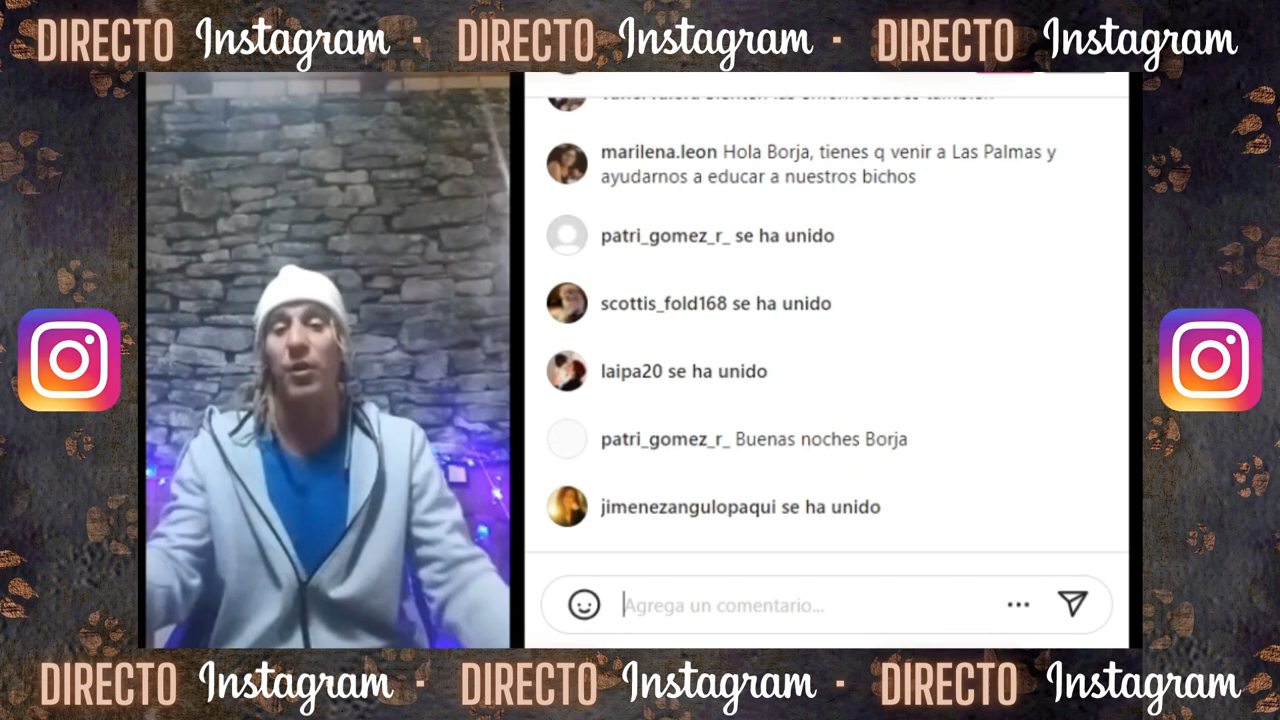 DIRECTO Instagram · DIRECTO Instagram · DIRECTO Instagram
marilena.leon Hola Borja, tienes q venir a Las Palmas y
ayudarnos a educar a nuestros bichos
patri_gomez_r_ se ha unido
scottis_fold168 se ha unido
laipa20 se ha unido
patri_gomez_r_ Buenas noches Borja
jimenezangulopaqui se ha unido
Agrega un comentario...
DIRECTO Instagram · DIRECTO Instagram · DIRECTO Instagram